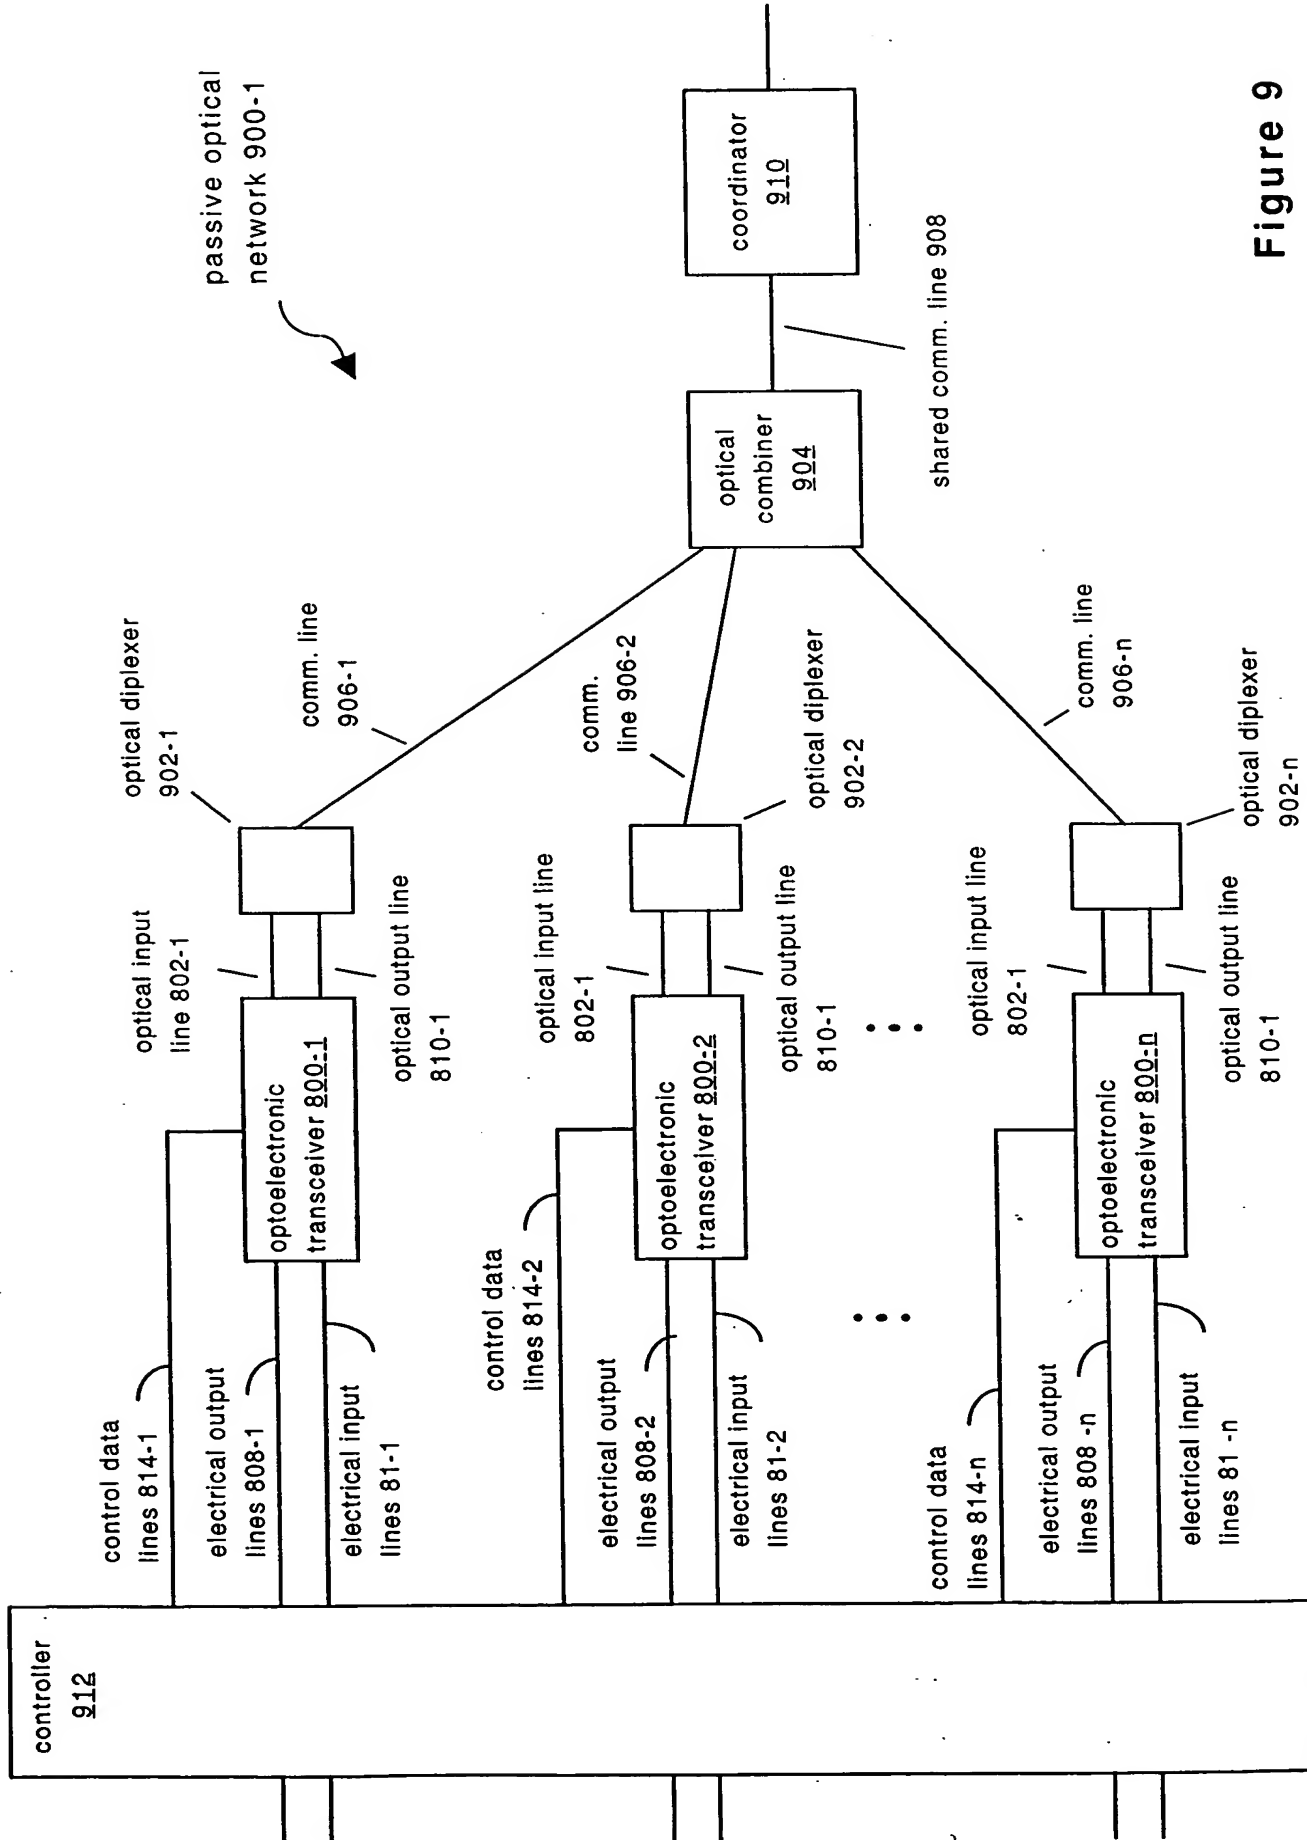 passive optical
network 900-1
controller
912
control data
lines 814-1
electrical output
lines 808-1
electrical input
lines 81-1
optoelectronic
transceiver 800-1
optical input
line 802-1
optical output line
810-1
optical diplexer
902-1
comm. line
906-1
control data
lines 814-2
electrical output
lines 808-2
electrical input
lines 81-2
optoelectronic
transceiver 800-2
optical input line
802-1
optical output line
810-1
optical diplexer
902-2
comm.
line 906-2
optical
combiner
904
coordinator
910
shared comm. line 908
control data
lines 814-n
electrical output
lines 808 -n
electrical input
lines 81 -n
optoelectronic
transceiver 800-n
optical input line
802-1
optical output line
810-1
optical diplexer
902-n
comm. line
906-n
Figure 9